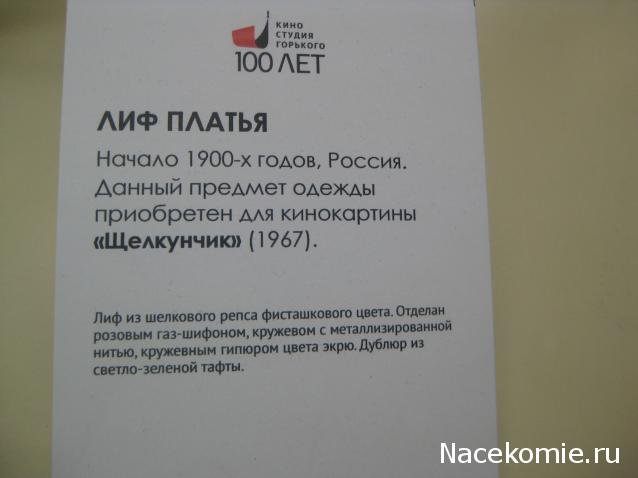 КИНО
СТУДИЯ
ГОРЬКОГО
100 ЛЕТ
ЛИФ ПЛАТЬЯ
Начало 1900-х годов, Россия.
Данный предмет одежды
приобретен для кинокартины
«Щелкунчик» (1967).
Лиф из шелкового репса фисташкового цвета. Отделан
розовым газ-шифоном, кружевом с металлизированной
нитью, кружевным гипюром цвета экрю. Дублюр из
светло-зеленой тафты.
Nacekomie.ru